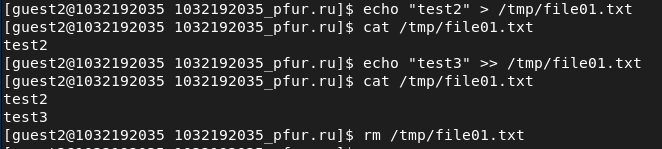 [guest2@1032192035 1032192035_pfur.ru]$ echo "test2" > /tmp/file01.txt
[guest2@1032192035 1032192035_pfur.ru]$ cat /tmp/file01.txt
test2
[guest2@1032192035 1032192035_pfur.ru]$ echo "test3" >> /tmp/file01.txt
[guest2@1032192035 1032192035_pfur.ru]$ cat /tmp/file01.txt
test2
test3
[guest2@1032192035 1032192035_pfur.ru]$ rm /tmp/file01.txt